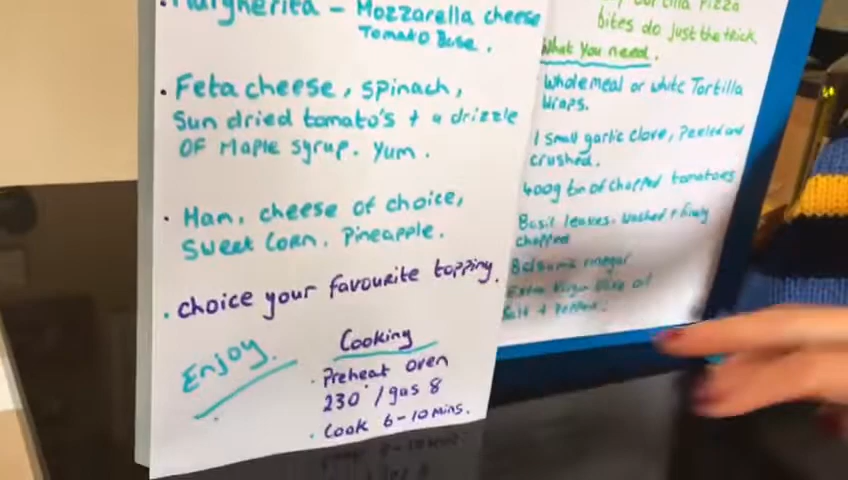 Margherita - Mozzarella cheese
Tomato Base.
• Feta cheese, spinach,
Sun dried tomato's + a drizzle
OF Maple syrup. Yum.
• Ham, cheese of choice,
Sweet Corn. Pineapple.
• Choice your favourite topping.
Enjoy.
Cooking
• Preheat oven
230° / gas 8
• Cook 6-10 mins.
tortilla Pizza
bites do just the trick
What you need.
Wholemeal or white Tortilla
Wraps.
1 small garlic clove, Peeled and
crushed.
400g tin of chopped tomatoes
Basil leaves. washed + finely
chopped
Balsamic vinegar
Extra Virgin Olive oil
Salt + Pepper.